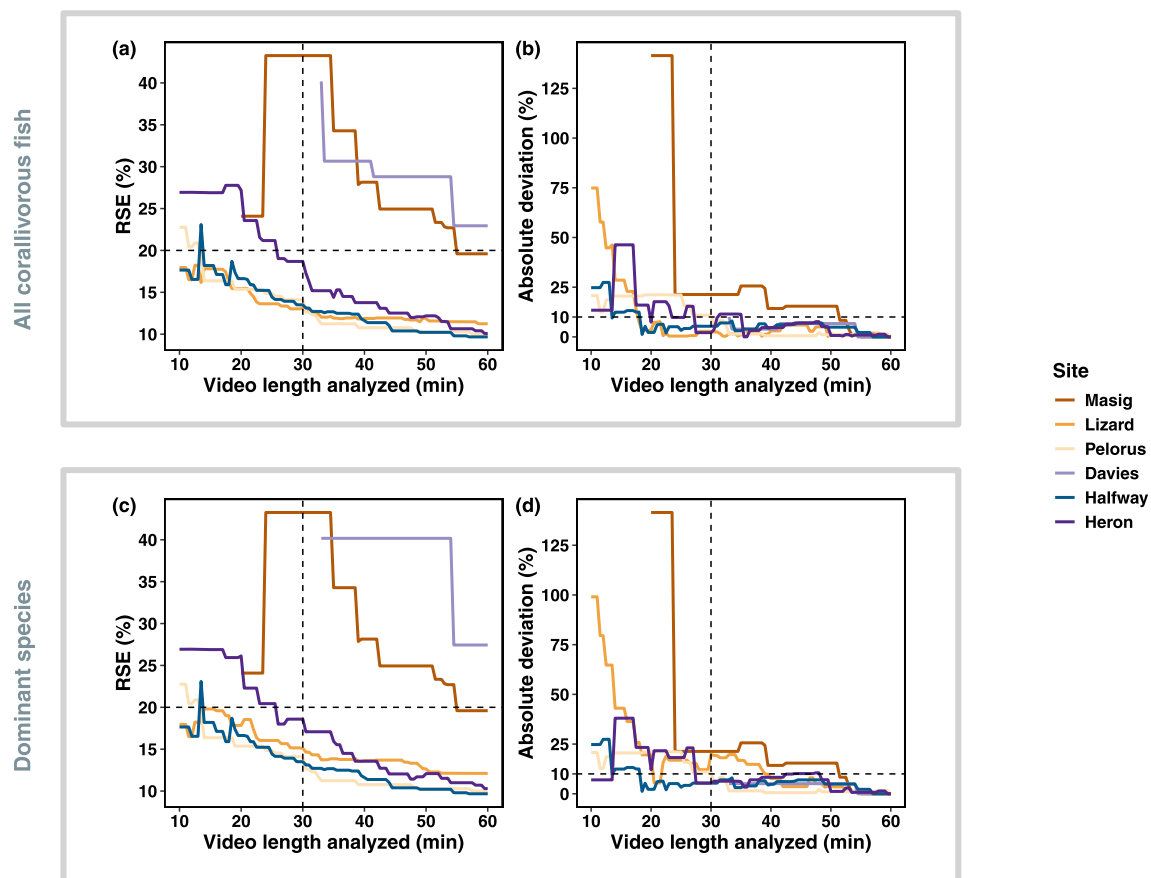 All corallivorous fish
(a)
RSE (%)
40
35
30
25
20
15
10
10 20 30 40 50 60
Video length analyzed (min)
(b)
Absolute deviation (%)
125
100
75
50
25
10
0
10 20 30 40 50 60
Video length analyzed (min)
Site
Masig
Lizard
Pelorus
Davies
Halfway
Heron
Dominant species
(c)
RSE (%)
40
35
30
25
20
15
10
10 20 30 40 50 60
Video length analyzed (min)
(d)
Absolute deviation (%)
125
100
75
50
25
10
0
10 20 30 40 50 60
Video length analyzed (min)